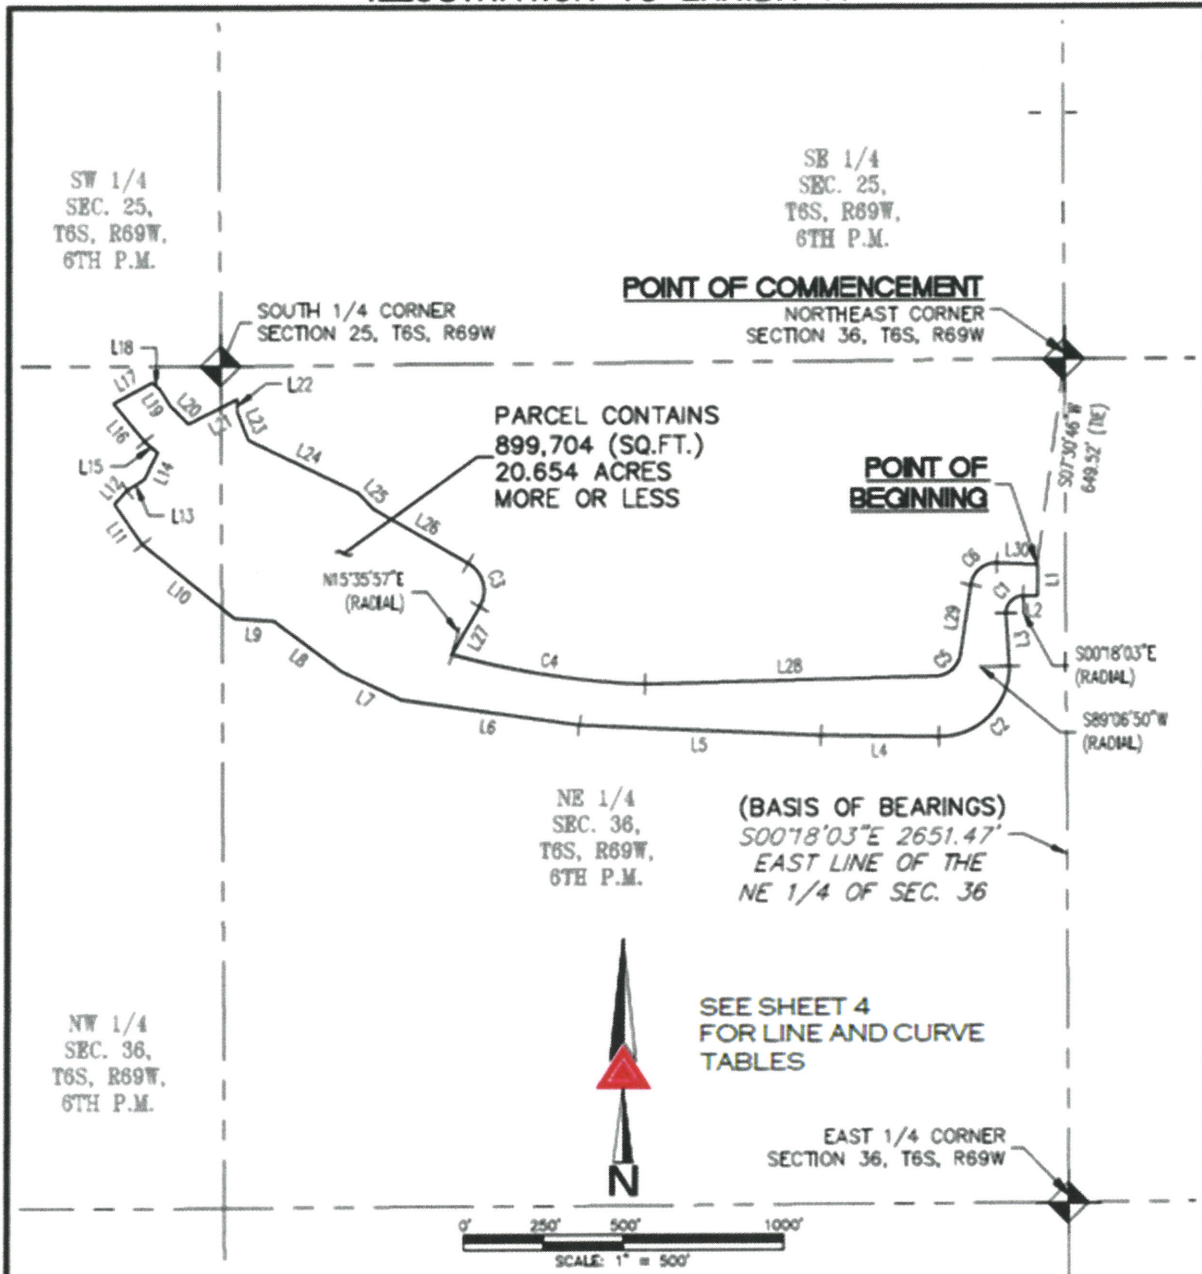 SW 1/4
SEC. 25,
T6S, R69W,
6TH P.M.
SE 1/4
SEC. 25,
T6S, R69W,
6TH P.M.
POINT OF COMMENCEMENT
NORTHEAST CORNER
SECTION 36, T6S, R69W
SOUTH 1/4 CORNER
SECTION 25, T6S, R69W
L18
L17
L19
L20
L21
L22
L23
L16
L15
L14
L12
L13
L11
L24
L25
L26
PARCEL CONTAINS
899,704 (SQ.FT.)
20.654 ACRES
MORE OR LESS
S07°30'46"W
649.52' (TIE)
POINT OF
BEGINNING
L30
C6
L1
C1
L2
L29
L3
C3
N15°35'57"E
(RADIAL)
L27
L10
L9
L8
L7
C4
L28
C5
S00°18'03"E
(RADIAL)
S89°06'50"W
(RADIAL)
C2
L6
L5
L4
NE 1/4
SEC. 36,
T6S, R69W,
6TH P.M.
(BASIS OF BEARINGS)
S00°18'03"E 2651.47'
EAST LINE OF THE
NE 1/4 OF SEC. 36
NW 1/4
SEC. 36,
T6S, R69W,
6TH P.M.
SEE SHEET 4
FOR LINE AND CURVE
TABLES
EAST 1/4 CORNER
SECTION 36, T6S, R69W
N
0' 250' 500' 1000'
SCALE: 1" = 500'